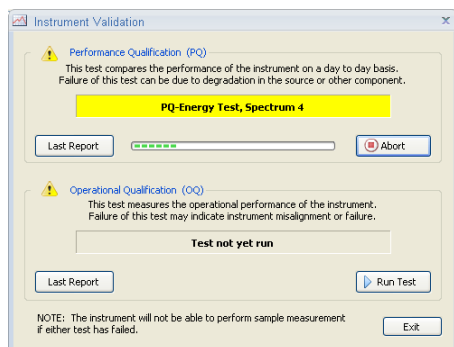 Instrument Validation
Performance Qualification (PQ)
This test compares the performance of the instrument on a day to day basis.
Failure of this test can be due to degradation in the source or other component.
PQ-Energy Test, Spectrum 4
Last Report
Abort
Operational Qualification (OQ)
This test measures the operational performance of the instrument.
Failure of this test may indicate instrument misalignment or failure.
Test not yet run
Last Report
Run Test
NOTE: The instrument will not be able to perform sample measurement
if either test has failed.
Exit